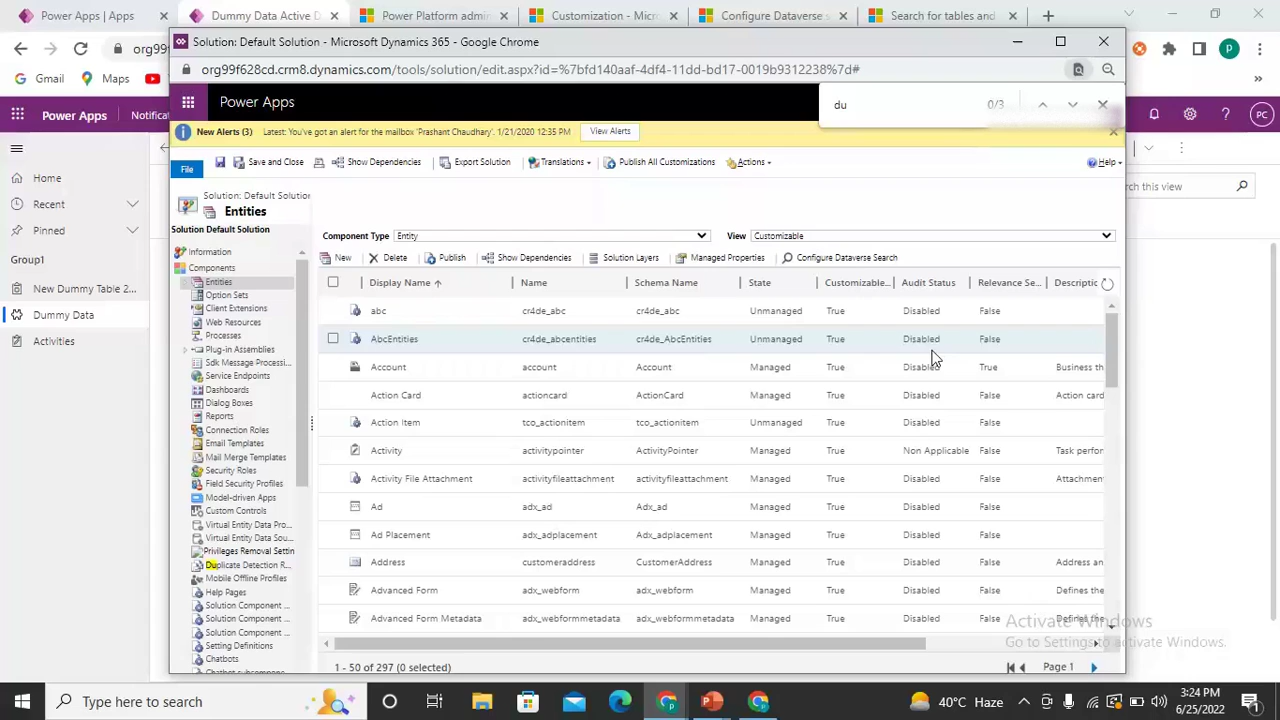 Power Apps | Apps
Dummy Data Active D
Power Platform admin
Customization - Micr
Configure Dataverse s
Search for tables and
Solution: Default Solution - Microsoft Dynamics 365 - Google Chrome
https://org99
org99f628cd.crm8.dynamics.com/tools/solution/edit.aspx?id=%7bfd140aaf-4df4-11dd-bd17-0019b9312238%7d#
P
Gmail
Maps
Power Apps
du
0/3
Power Apps
Notificat
PC
New Alerts (3) Latest: You've got an alert for the mailbox 'Prashant Chaudhary'. 1/21/2020 12:35 PM View Alerts
File
Save and Close
Show Dependencies
Export Solution
Translations
Publish All Customizations
Actions
Help
Home
Recent
Pinned
Group1
New Dummy Table 2...
Dummy Data
Activities
rch this view
Solution: Default Solution
Entities
Solution Default Solution
Information
Components
Entities
Option Sets
Client Extensions
Web Resources
Processes
Plug-in Assemblies
Sdk Message Processi...
Service Endpoints
Dashboards
Dialog Boxes
Reports
Connection Roles
Email Templates
Mail Merge Templates
Security Roles
Field Security Profiles
Model-driven Apps
Custom Controls
Virtual Entity Data Pro...
Virtual Entity Data Sou...
Privileges Removal Settin
Duplicate Detection R...
Mobile Offline Profiles
Help Pages
Solution Component ...
Solution Component ...
Solution Component ...
Setting Definitions
Chatbots
Chatbot subcompone...
Component Type Entity View Customizable
New Delete Publish Show Dependencies Solution Layers Managed Properties Configure Dataverse Search
Display Name Name Schema Name State Customizable... Audit Status Relevance Se... Descriptic
abc cr4de_abc cr4de_abc Unmanaged True Disabled False
AbcEntities cr4de_abcentities cr4de_AbcEntities Unmanaged True Disabled False
Account account Account Managed True Disabled True Business th
Action Card actioncard ActionCard Managed True Disabled False Action card
Action Item tco_actionitem tco_actionitem Unmanaged True Disabled False
Activity activitypointer ActivityPointer Managed True Non Applicable False Task perfor
Activity File Attachment activityfileattachment activityfileattachment Managed True Disabled False Attachment
Ad adx_ad Adx_ad Managed True Disabled False
Ad Placement adx_adplacement Adx_adplacement Managed True Disabled False
Address customeraddress CustomerAddress Managed True Disabled False Address an
Advanced Form adx_webform adx_webform Managed True Disabled False Defines the
Advanced Form Metadata adx_webformmetadata adx_webformmetadata Managed True Disabled False
Activate Windows
Go to Settings to activate Windows.
1 - 50 of 297 (0 selected)
Page 1
Type here to search
40°C Haze
3:24 PM
6/25/2022